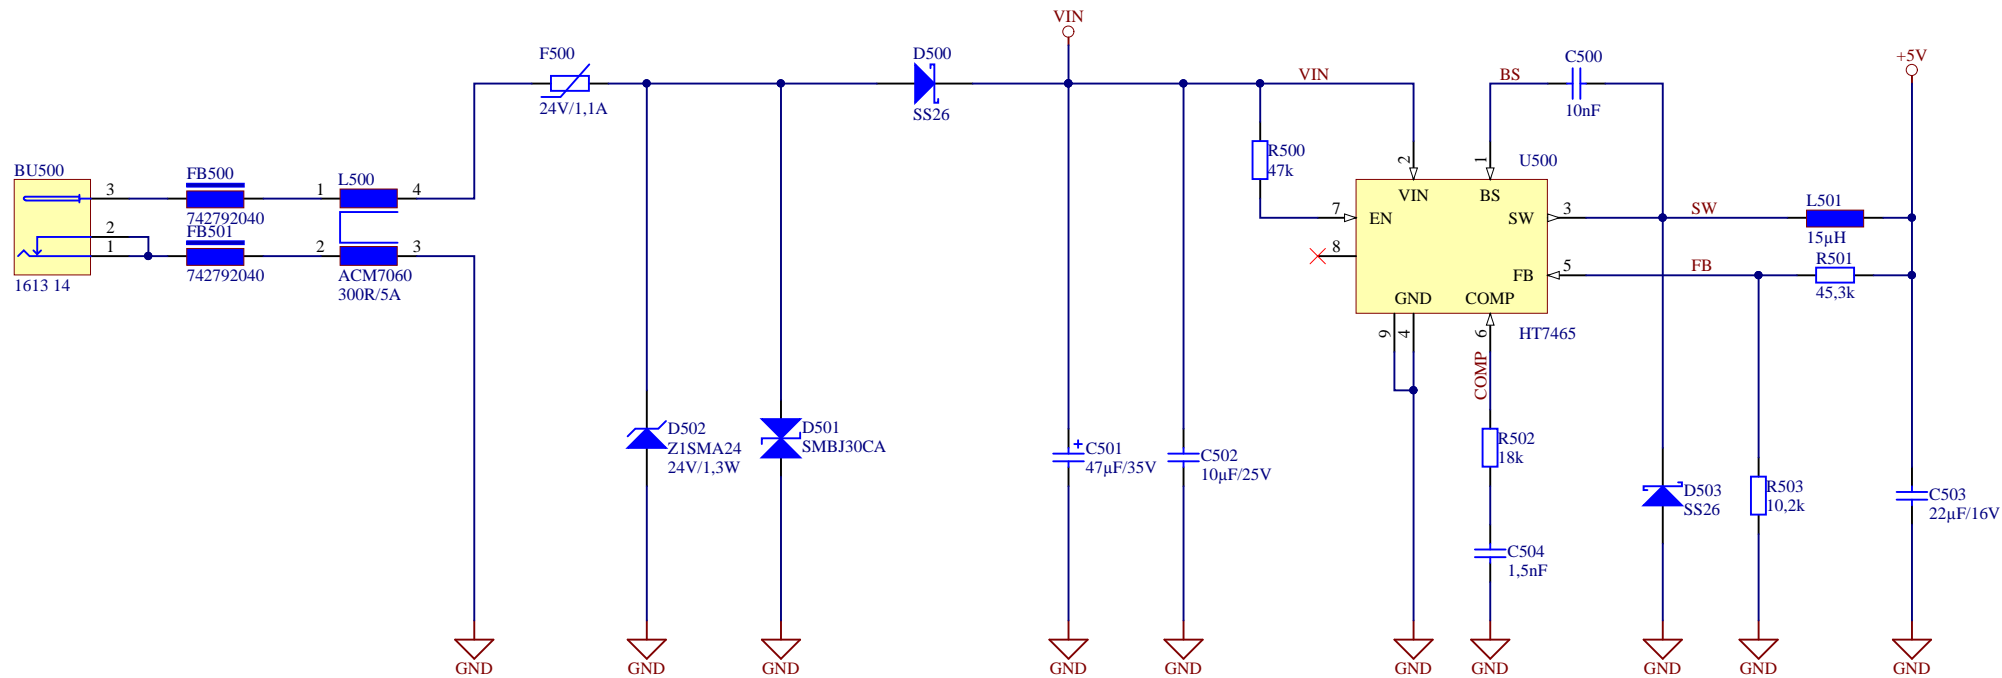 VIN
F500
24V/1,1A
D500
SS26
VIN
BS
C500
10nF
+5V
BU500
3
2
1
1613 14
FB500
742792040
FB501
742792040
1
L500
4
2
3
ACM7060
300R/5A
R500
47k
2
1
U500
VIN
BS
7
EN
SW
3
SW
L501
15µH
8
FB
5
FB
R501
45,3k
GND
COMP
9
4
6
HT7465
COMP
D502
Z1SMA24
24V/1,3W
D501
SMBJ30CA
+
C501
47µF/35V
C502
10µF/25V
R502
18k
D503
SS26
R503
10,2k
C503
22µF/16V
C504
1,5nF
GND
GND
GND
GND
GND
GND
GND
GND
GND
GND